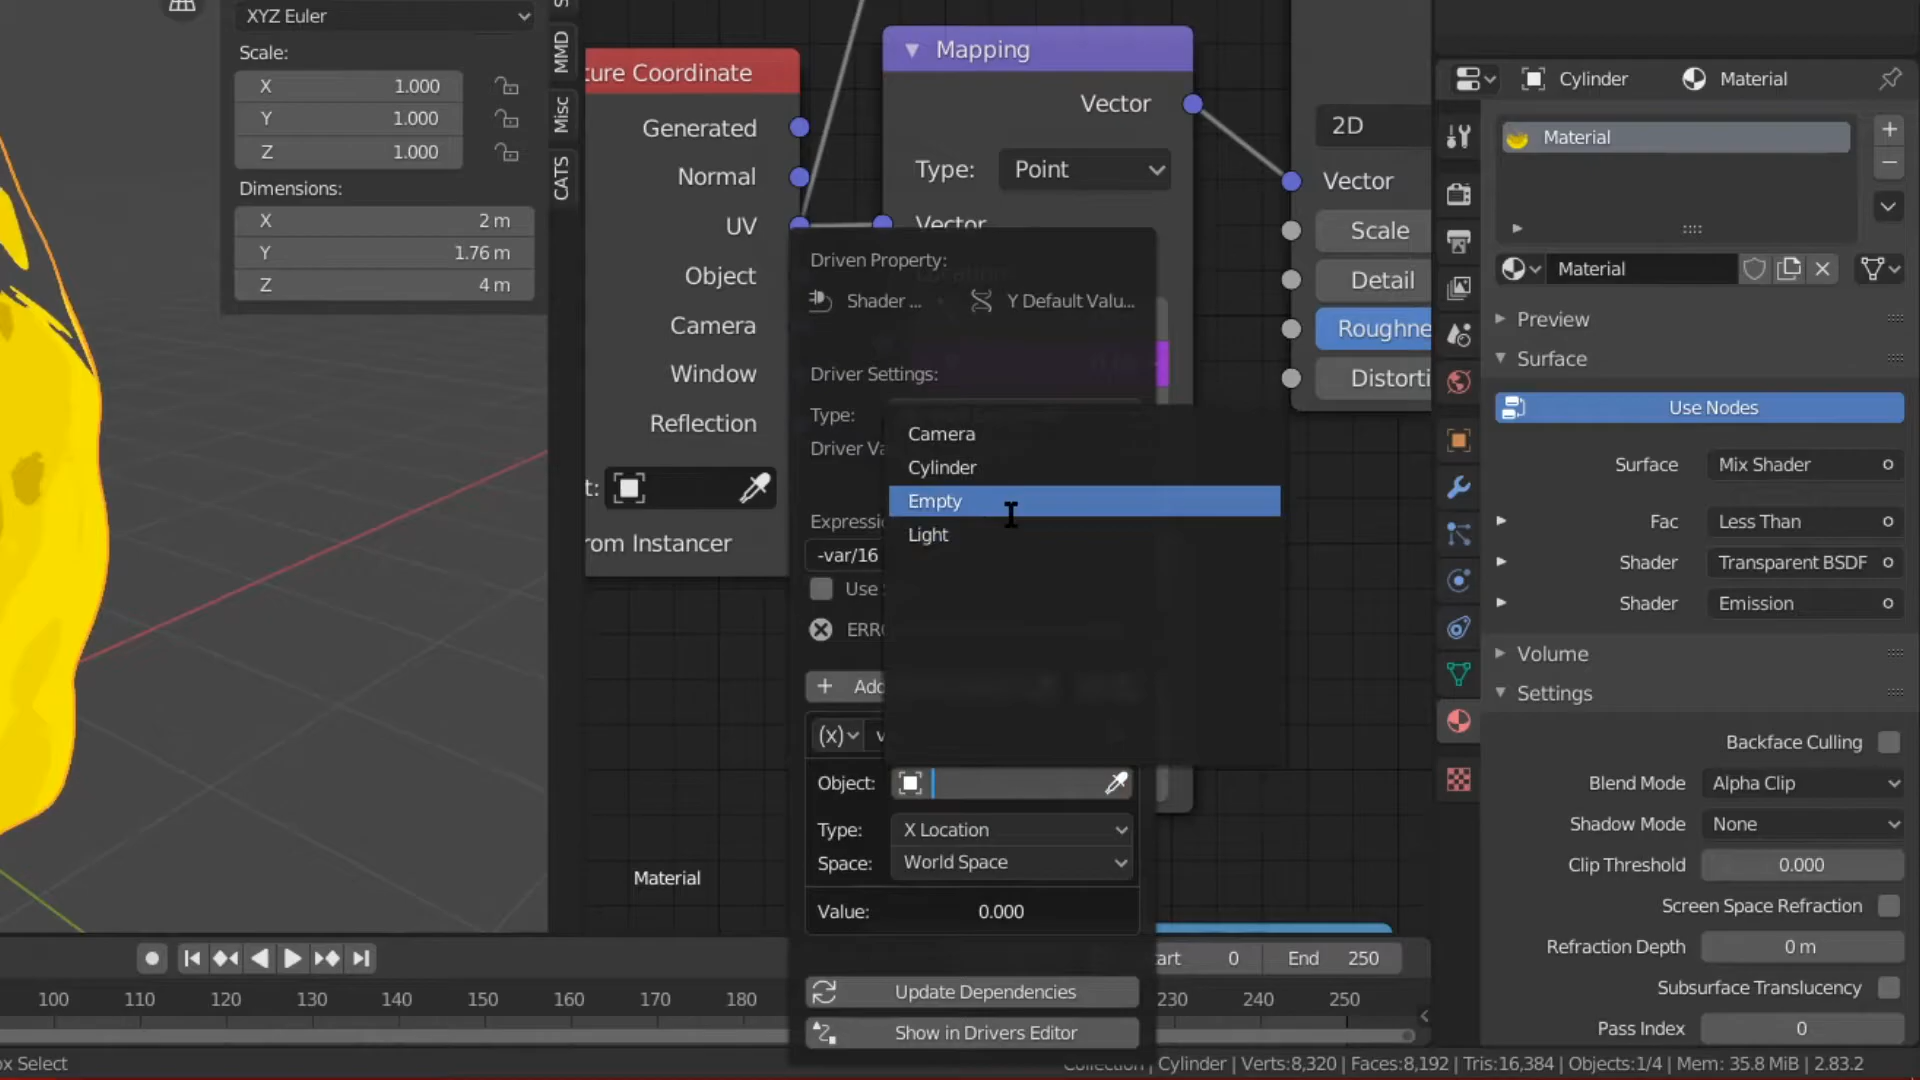 XYZ Euler
Scale:
X 1.000
Y 1.000
Z 1.000
Dimensions:
X 2 m
Y 1.76 m
Z 4 m
MMD
Misc
CATS
ture Coordinate
Generated
Normal
UV
Object
Camera
Window
Reflection
t:
rom Instancer
Mapping
Vector
Type: Point
Vector
2D
Vector
Scale
Detail
Roughne
Distorti
Driven Property:
Shader ... Y Default Valu...
Driver Settings:
Type:
Driver Va
Camera
Cylinder
Empty
Light
Expressi
-var/16
Use
ERR
+ Add
(x) v
Object:
Type: X Location
Space: World Space
Value: 0.000
Update Dependencies
Show in Drivers Editor
Material
tart 0 End 250
100 110 120 130 140 150 160 170 180 230 240 250
ox Select
Collection | Cylinder | Verts:8,320 | Faces:8,192 | Tris:16,384 | Objects:1/4 | Mem: 35.8 MiB | 2.83.2
Cylinder Material
Material
Material
Preview
Surface
Use Nodes
Surface Mix Shader
Fac Less Than
Shader Transparent BSDF
Shader Emission
Volume
Settings
Backface Culling
Blend Mode Alpha Clip
Shadow Mode None
Clip Threshold 0.000
Screen Space Refraction
Refraction Depth 0 m
Subsurface Translucency
Pass Index 0